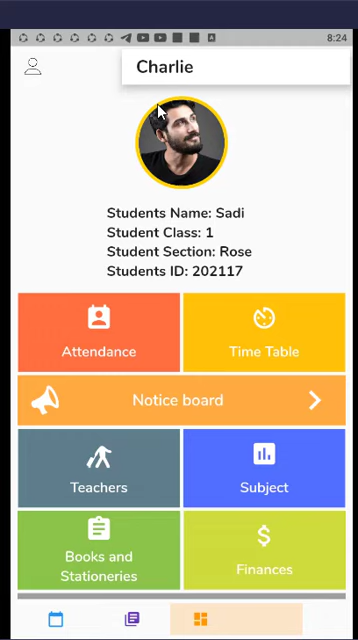 8:24
Charlie
Students Name: Sadi
Student Class: 1
Student Section: Rose
Students ID: 202117
Attendance
Time Table
Notice board
Teachers
Subject
Books and
Stationeries
Finances